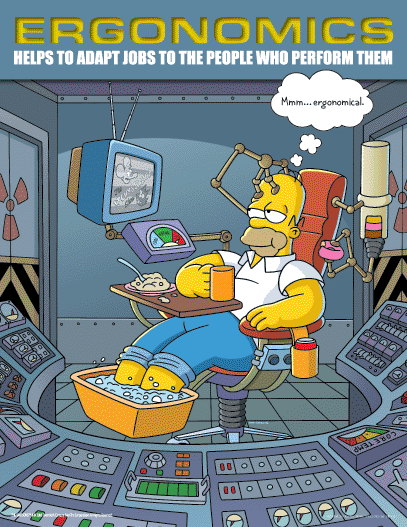 ERGONOMICS
HELPS TO ADAPT JOBS TO THE PEOPLE WHO PERFORM THEM
Mmm...ergonomical.